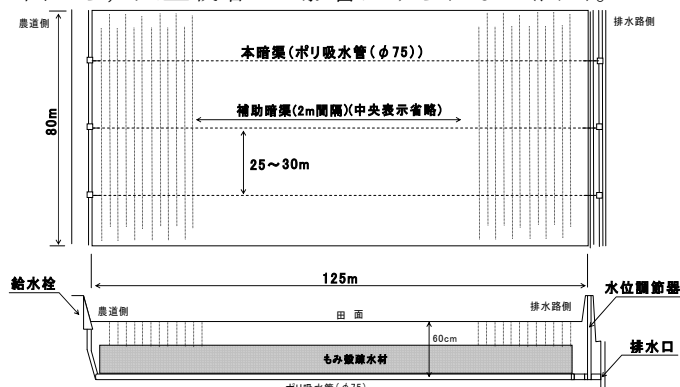 農道側
排水路側
本暗渠(ポリ吸水管(φ75))
補助暗渠(2m間隔)(中央表示省略)
80m
25～30m
125m
給水栓
水位調節器
農道側
排水路側
田 面
60cm
排水口
もみ殻疎水材
ポリ吸水管(φ75)